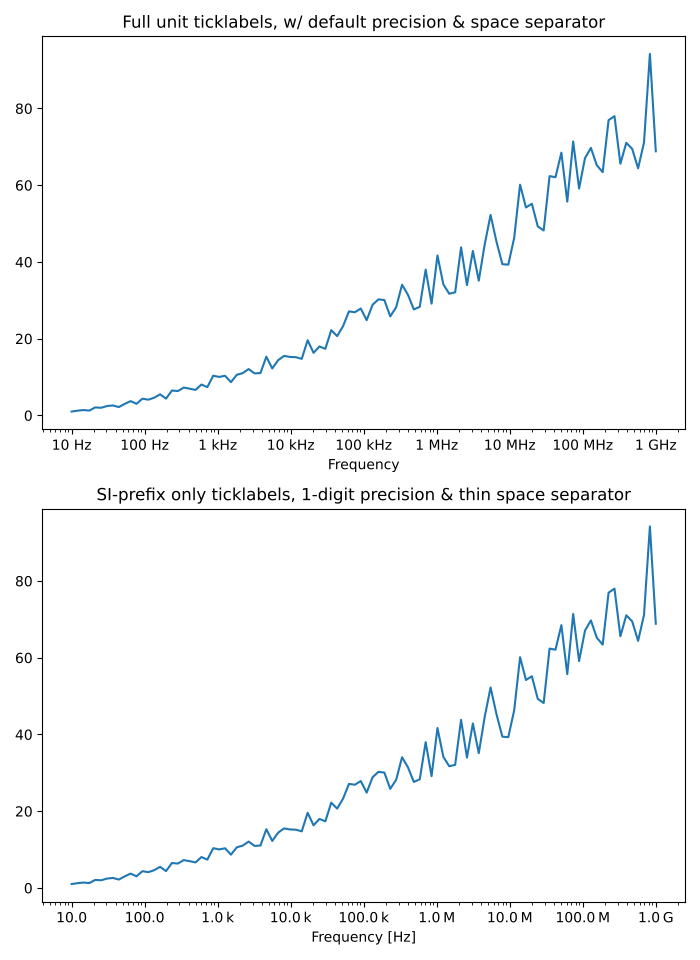 Full unit ticklabels, w/ default precision & space separator
80
60
40
20
0
10 Hz 100 Hz 1 kHz 10 kHz 100 kHz 1 MHz 10 MHz 100 MHz 1 GHz
Frequency
SI-prefix only ticklabels, 1-digit precision & thin space separator
80
60
40
20
0
10.0 100.0 1.0 k 10.0 k 100.0 k 1.0 M 10.0 M 100.0 M 1.0 G
Frequency [Hz]